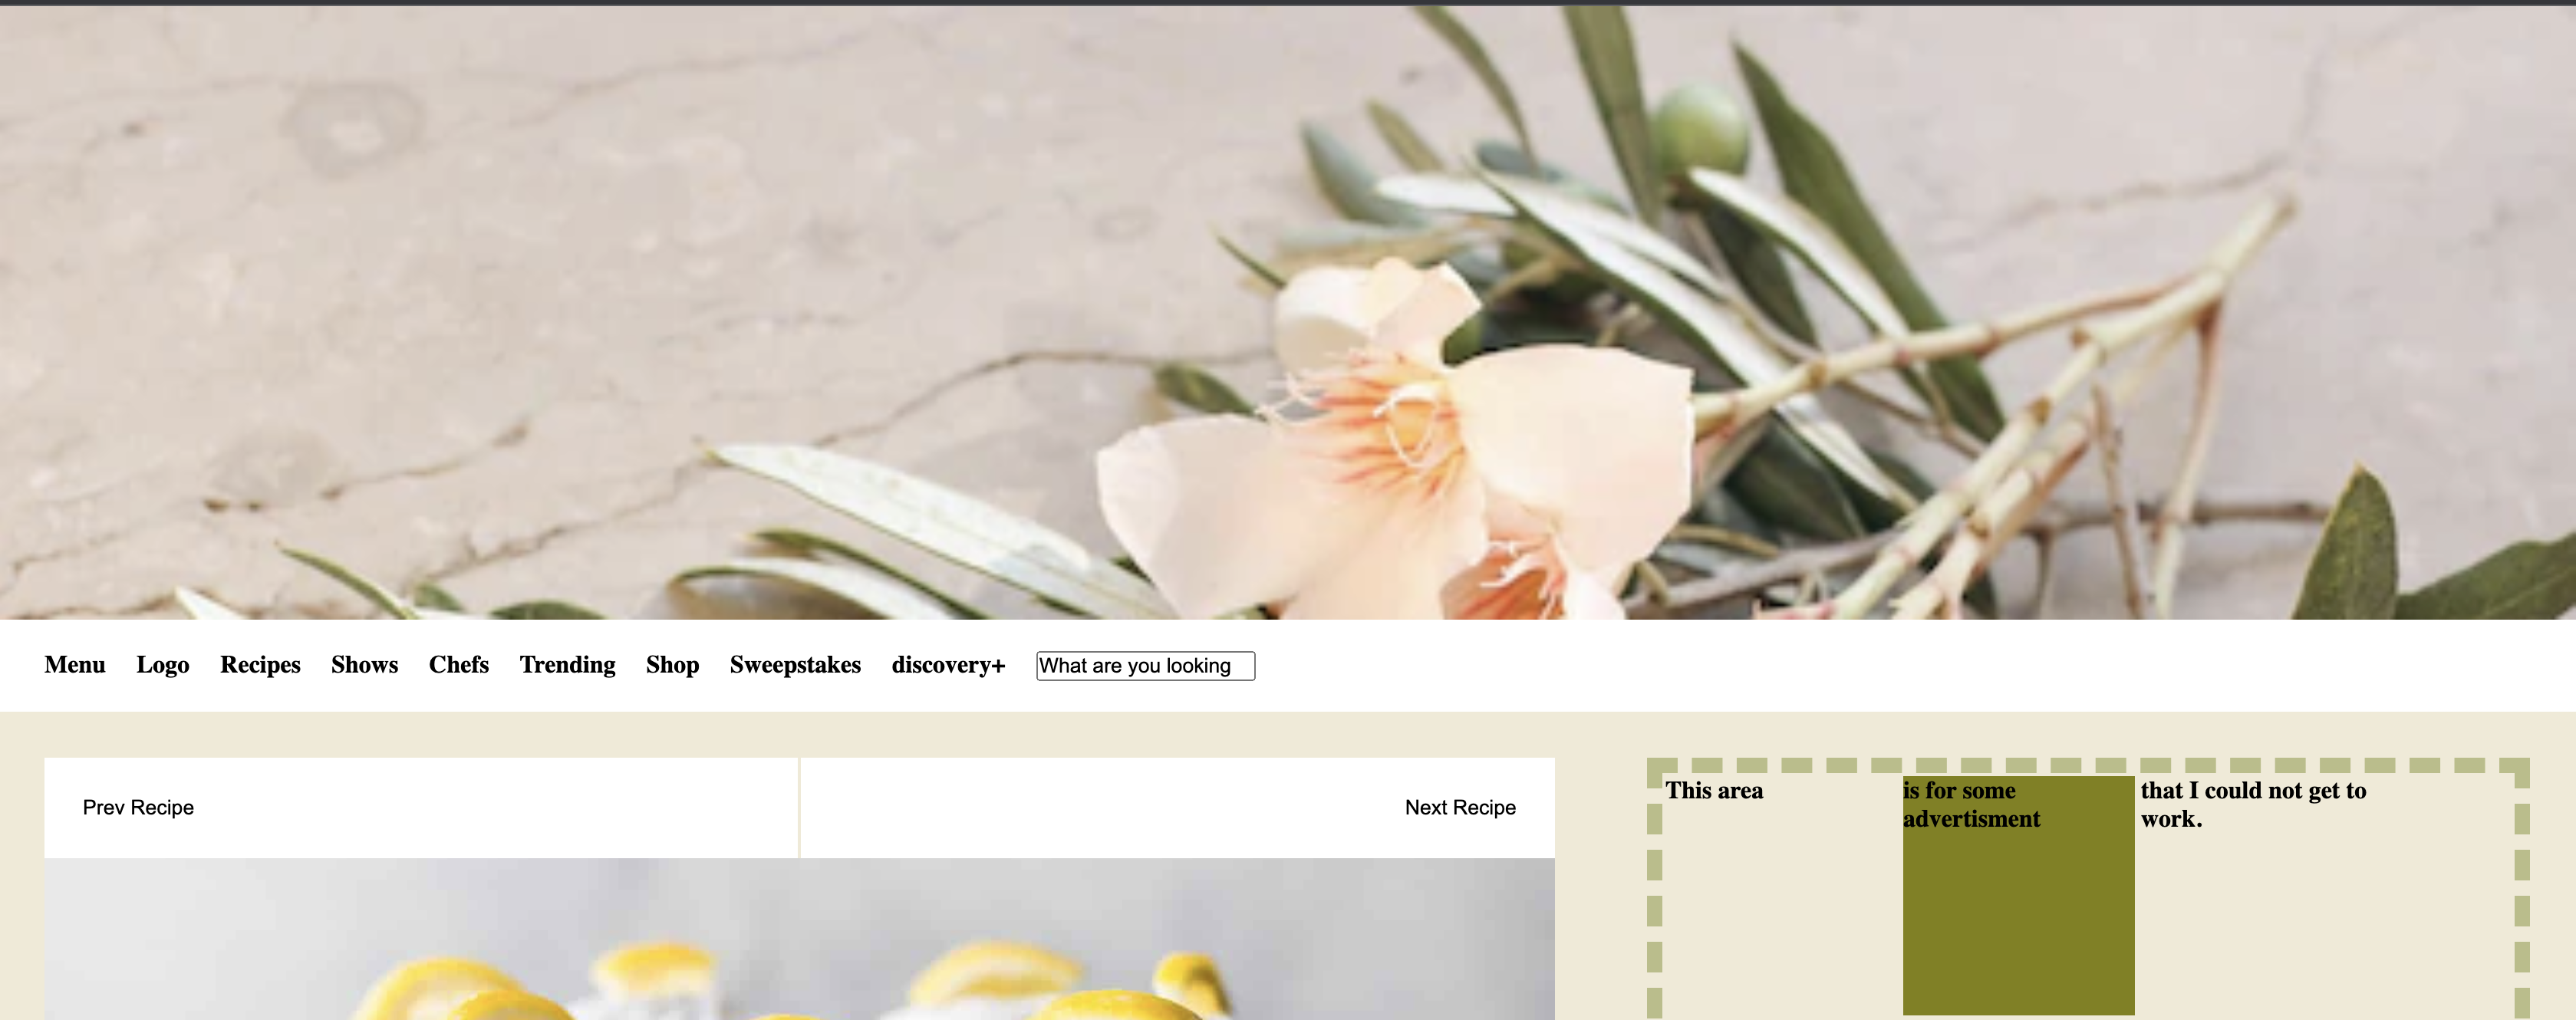 Menu Logo Recipes Shows Chefs Trending Shop Sweepstakes discovery+ What are you looking
Prev Recipe
Next Recipe
This area
is for some
advertisment
that I could not get to
work.